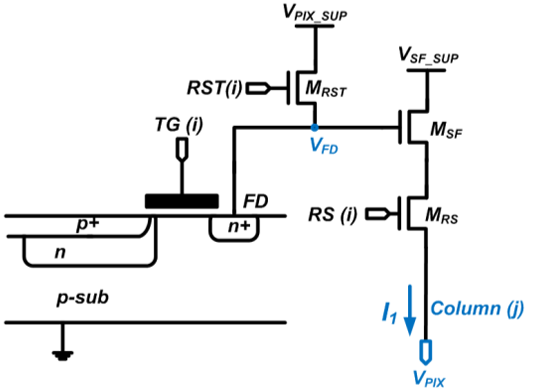 V_PIX_SUP
V_SF_SUP
RST(i)
M_RST
TG (i)
M_SF
V_FD
FD
RS (i)
M_RS
p+
n+
n
p-sub
I_1
Column (j)
V_PIX